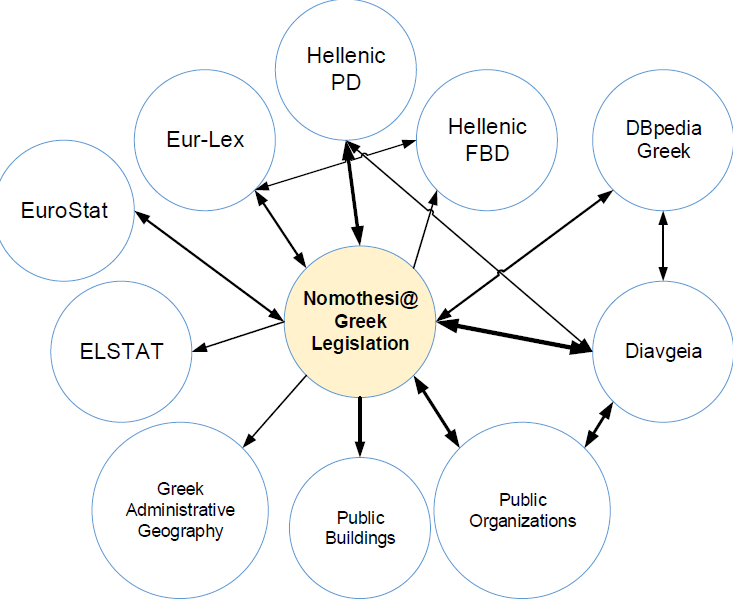 Hellenic
PD
Eur-Lex
Hellenic
FBD
DBpedia
Greek
EuroStat
Nomothesi@
Greek
Legislation
ELSTAT
Diavgeia
Greek
Administrative
Geography
Public
Buildings
Public
Organizations